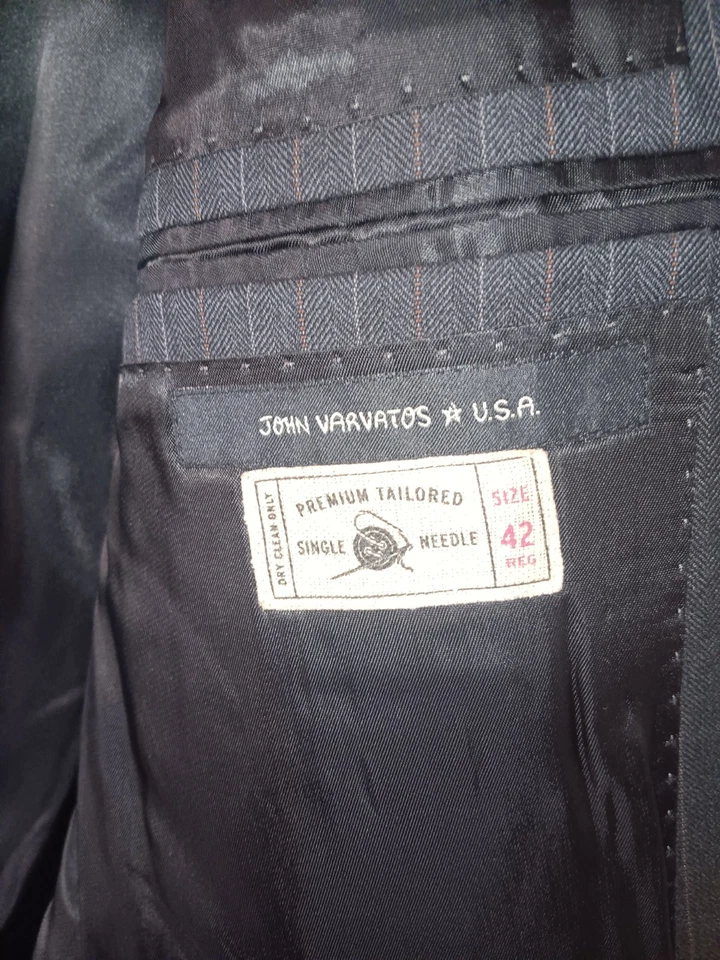 JOHN VARVATOS ☆ U.S.A.
DRY CLEAN ONLY
PREMIUM TAILORED
SINGLE NEEDLE
SIZE
42
REG